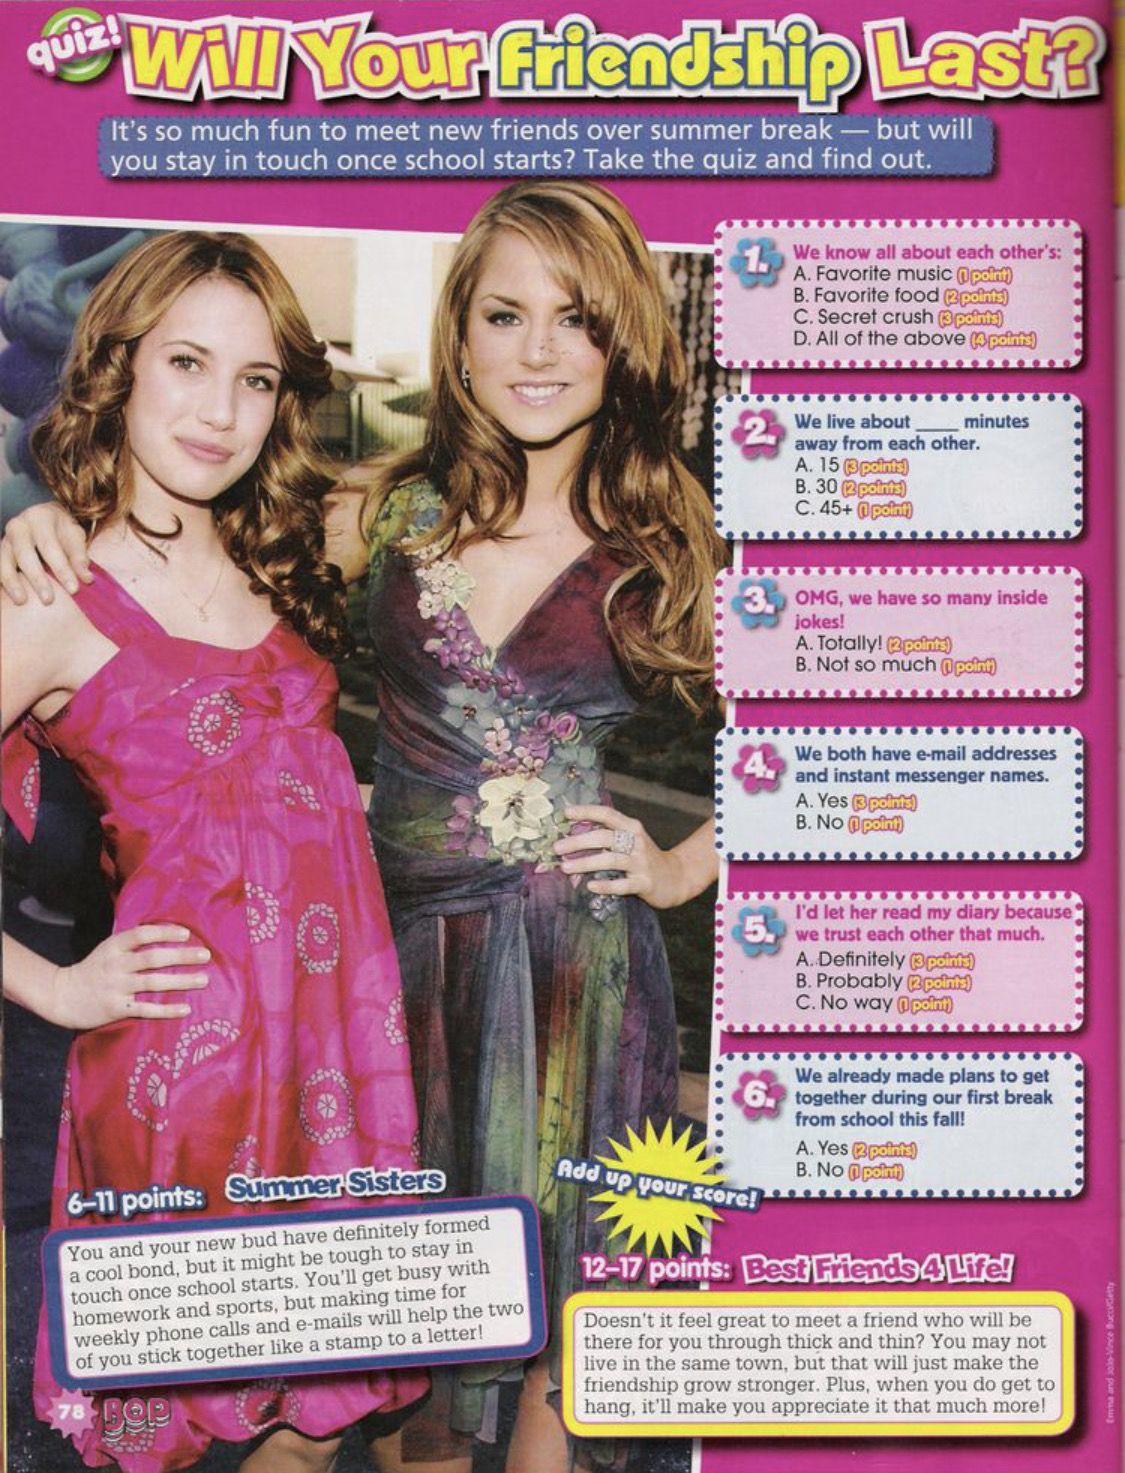 quiz!
Will Your Friendship Last?
It's so much fun to meet new friends over summer break — but will
you stay in touch once school starts? Take the quiz and find out.
1.
We know all about each other's:
A. Favorite music (1 point)
B. Favorite food (2 points)
C. Secret crush (3 points)
D. All of the above (4 points)
2.
We live about ____ minutes
away from each other.
A. 15 (3 points)
B. 30 (2 points)
C. 45+ (1 point)
3.
OMG, we have so many inside
jokes!
A. Totally! (2 points)
B. Not so much (1 point)
4.
We both have e-mail addresses
and instant messenger names.
A. Yes (3 points)
B. No (1 point)
5.
I'd let her read my diary because
we trust each other that much.
A. Definitely (3 points)
B. Probably (2 points)
C. No way (1 point)
6.
We already made plans to get
together during our first break
from school this fall!
A. Yes (2 points)
B. No (1 point)
Add up your score!
6–11 points: Summer Sisters
You and your new bud have definitely formed
a cool bond, but it might be tough to stay in
touch once school starts. You'll get busy with
homework and sports, but making time for
weekly phone calls and e-mails will help the two
of you stick together like a stamp to a letter!
12–17 points: Best Friends 4 Life!
Doesn't it feel great to meet a friend who will be
there for you through thick and thin? You may not
live in the same town, but that will just make the
friendship grow stronger. Plus, when you do get to
hang, it'll make you appreciate it that much more!
78 BOP
Emma and JoJo-Vince Bucci/Getty